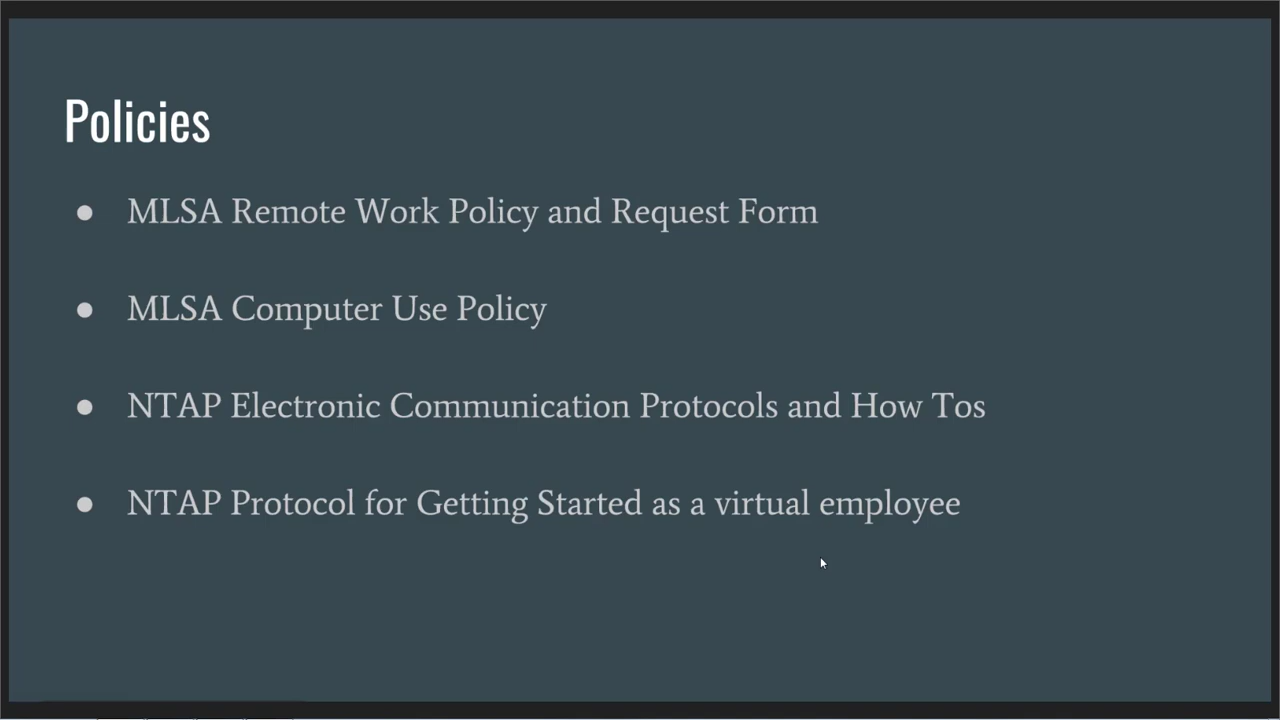 Policies
● MLSA Remote Work Policy and Request Form
● MLSA Computer Use Policy
● NTAP Electronic Communication Protocols and How Tos
● NTAP Protocol for Getting Started as a virtual employee